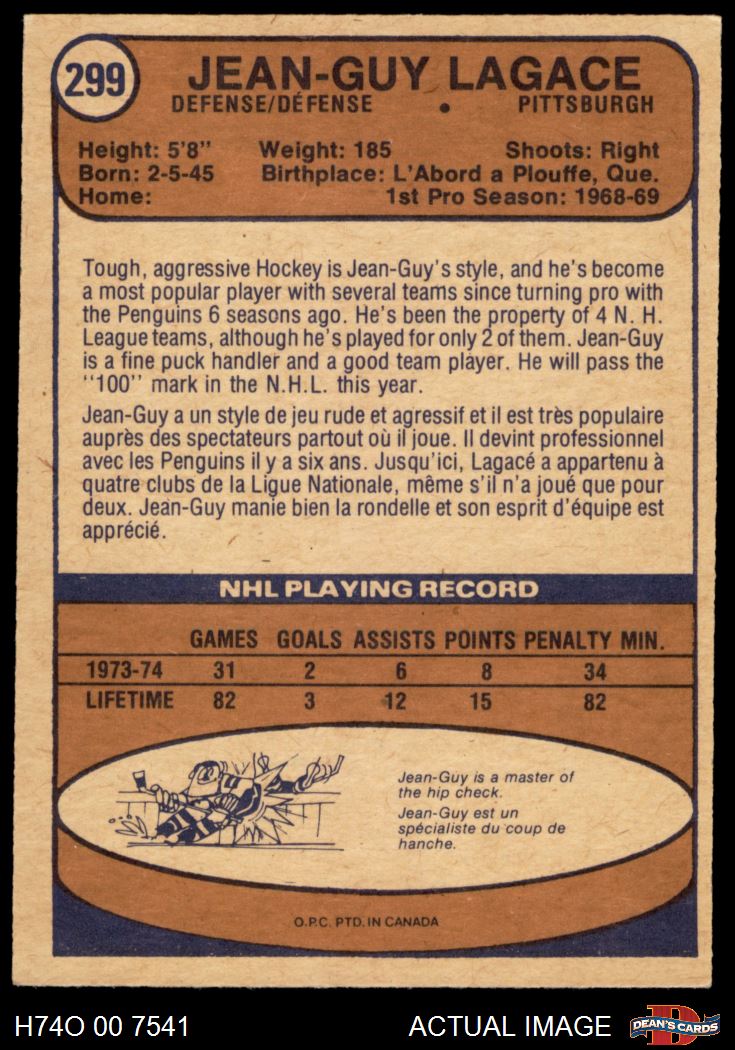 299
JEAN-GUY LAGACE
DEFENSE/DÉFENSE • PITTSBURGH
Height: 5'8" Weight: 185 Shoots: Right
Born: 2-5-45 Birthplace: L'Abord a Plouffe, Que.
Home: 1st Pro Season: 1968-69
Tough, aggressive Hockey is Jean-Guy's style, and he's become
a most popular player with several teams since turning pro with
the Penguins 6 seasons ago. He's been the property of 4 N. H.
League teams, although he's played for only 2 of them. Jean-Guy
is a fine puck handler and a good team player. He will pass the
"100" mark in the N.H.L. this year.
Jean-Guy a un style de jeu rude et agressif et il est très populaire
auprès des spectateurs partout où il joue. Il devint professionnel
avec les Penguins il y a six ans. Jusqu'ici, Lagacé a appartenu à
quatre clubs de la Ligue Nationale, même s'il n'a joué que pour
deux. Jean-Guy manie bien la rondelle et son esprit d'équipe est
apprécié.
NHL PLAYING RECORD
GAMES GOALS ASSISTS POINTS PENALTY MIN.
1973-74 31 2 6 8 34
LIFETIME 82 3 12 15 82
Jean-Guy is a master of
the hip check.
Jean-Guy est un
spécialiste du coup de
hanche.
O.P.C. PTD. IN CANADA
H74O 00 7541 ACTUAL IMAGE DEAN'S CARDS